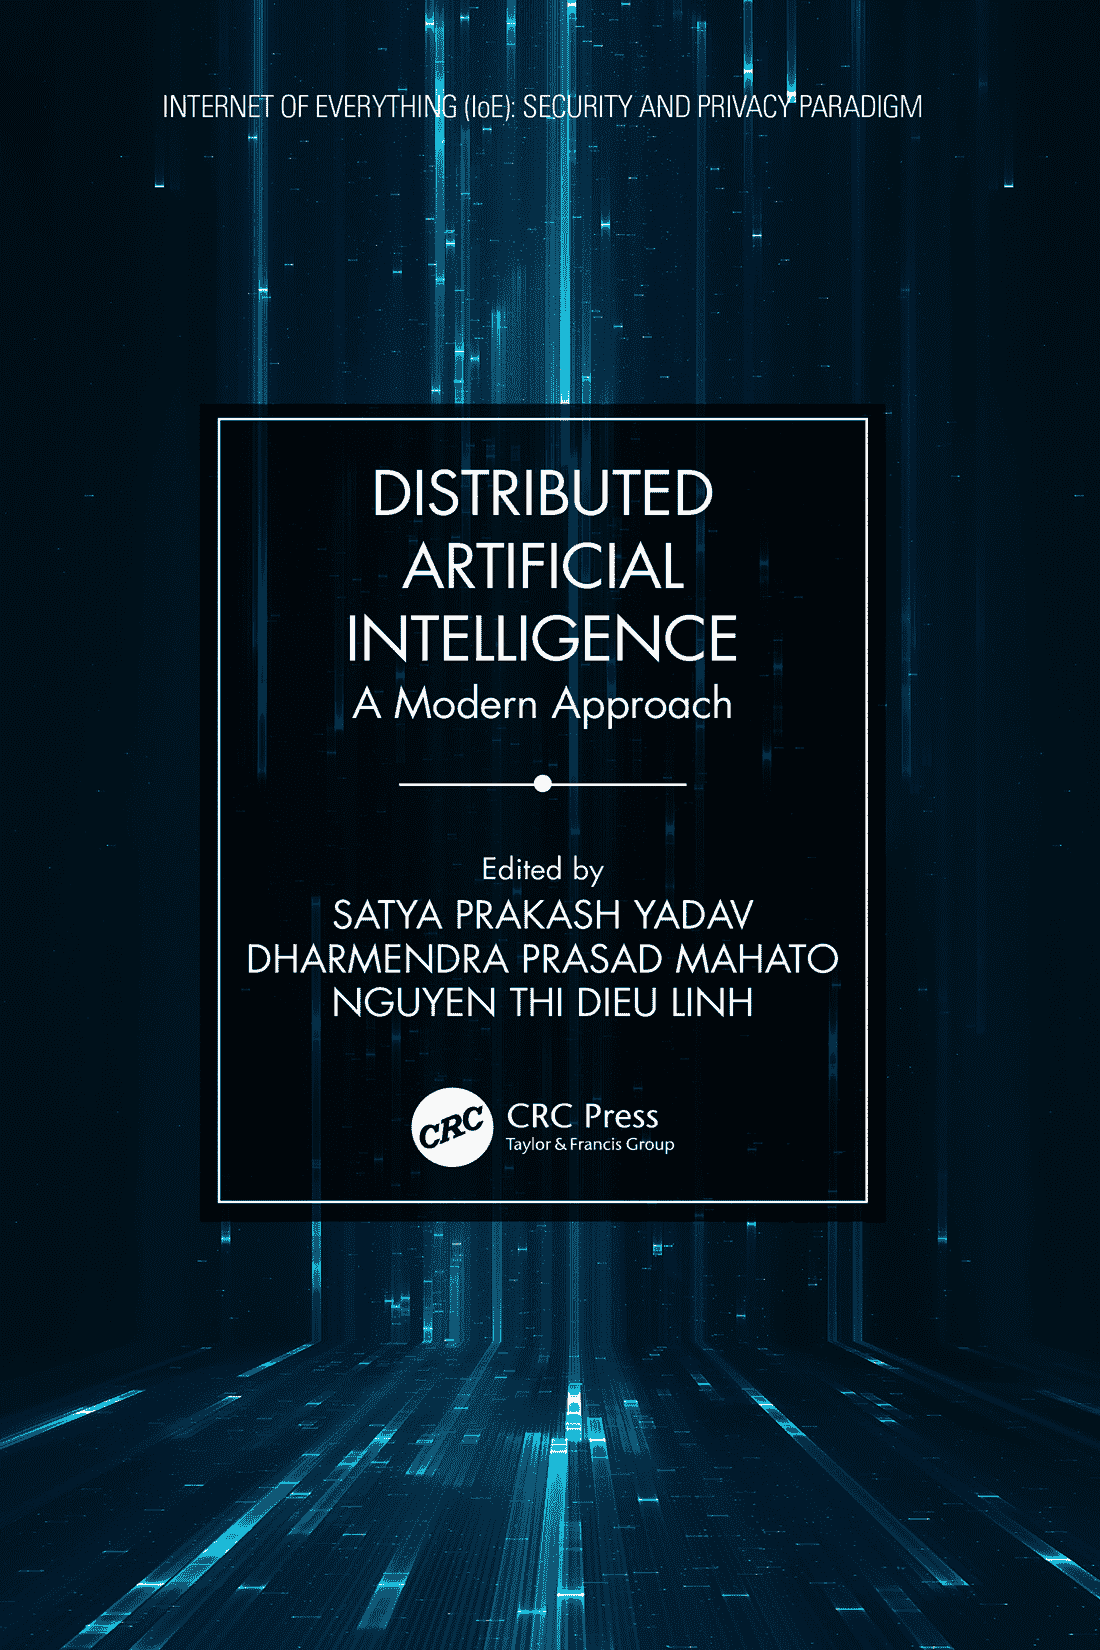 INTERNET OF EVERYTHING (IoE): SECURITY AND PRIVACY PARADIGM
DISTRIBUTED
ARTIFICIAL
INTELLIGENCE
A Modern Approach
Edited by
SATYA PRAKASH YADAV
DHARMENDRA PRASAD MAHATO
NGUYEN THI DIEU LINH
CRC
CRC Press
Taylor & Francis Group